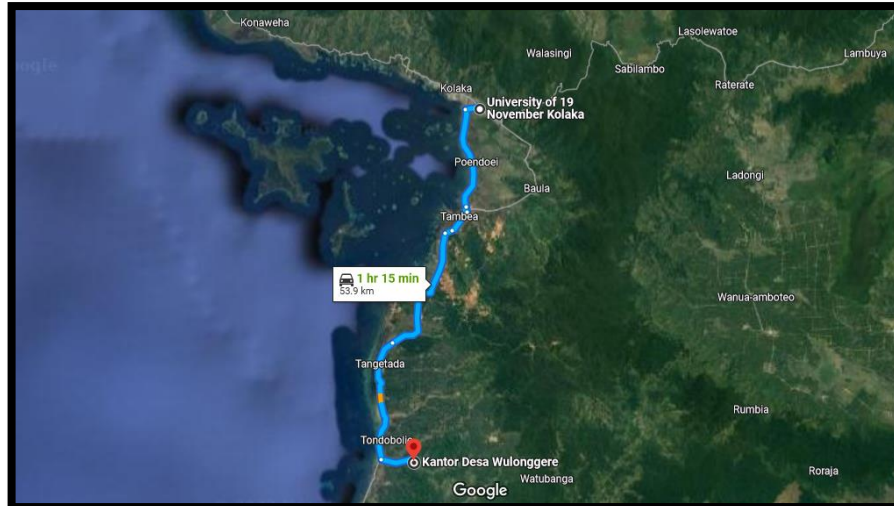 Konaweha
Lasolewatoe
Walasingi
Lambuya
Sabilambo
Raterate
Kolaka
University of 19
November Kolaka
Poendoei
Ladongi
Baula
Tambea
1 hr 15 min
53.9 km
Wanua-amboteo
Tangetada
Rumbia
Tondobolio
Kantor Desa Wulonggere
Roraja
Watubanga
Google